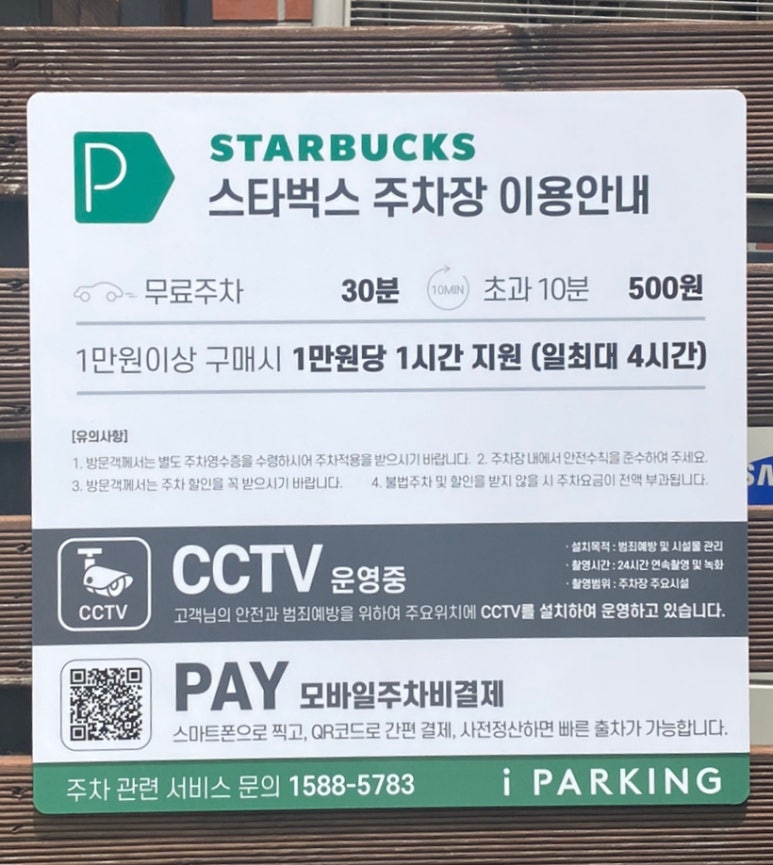 P
STARBUCKS
스타벅스 주차장 이용안내
무료주차 30분 10MIN 초과 10분 500원
1만원이상 구매시 1만원당 1시간 지원 (일최대 4시간)
[유의사항]
1. 방문객께서는 별도 주차영수증을 수령하시어 주차적용을 받으시기 바랍니다. 2. 주차장 내에서 안전수칙을 준수하여 주세요.
3. 방문객께서는 주차 할인을 꼭 받으시기 바랍니다. 4. 불법주차 및 할인을 받지 않을 시 주차요금이 전액 부과됩니다.
CCTV
CCTV 운영중
· 설치목적 : 범죄예방 및 시설물 관리
· 촬영시간 : 24시간 연속촬영 및 녹화
· 촬영범위 : 주차장 주요시설
고객님의 안전과 범죄예방을 위하여 주요위치에 CCTV를 설치하여 운영하고 있습니다.
PAY 모바일주차비결제
스마트폰으로 찍고, QR코드로 간편 결제, 사전정산하면 빠른 출차가 가능합니다.
주차 관련 서비스 문의 1588-5783
i PARKING